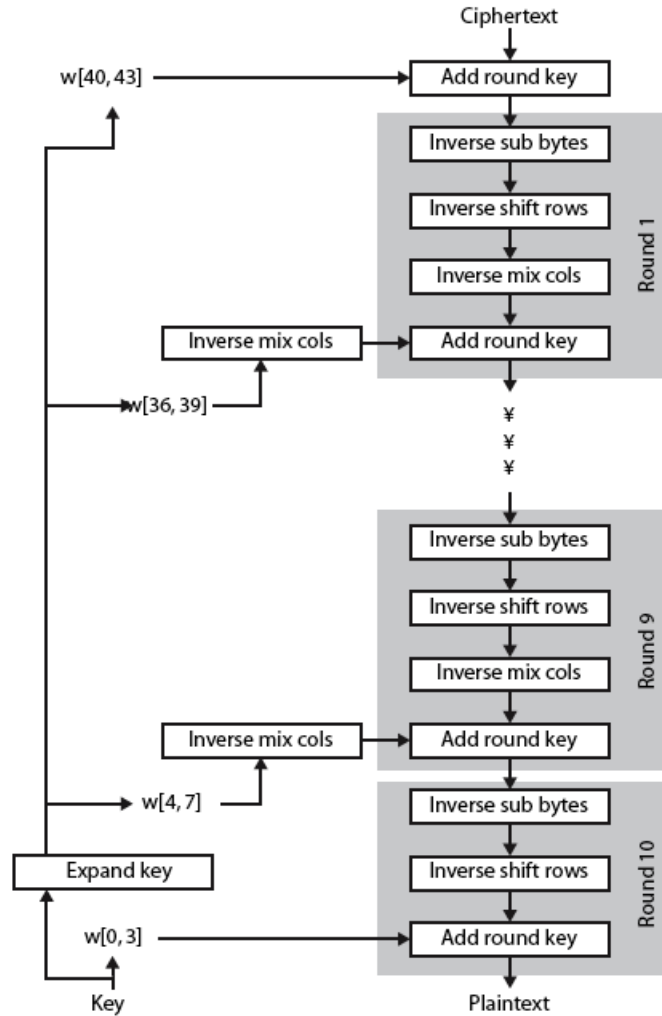 Ciphertext
w[40, 43]
Add round key
Inverse sub bytes
Inverse shift rows
Round 1
Inverse mix cols
Inverse mix cols
Add round key
w[36, 39]
¥
¥
¥
Inverse sub bytes
Inverse shift rows
Round 9
Inverse mix cols
Inverse mix cols
Add round key
w[4, 7]
Inverse sub bytes
Expand key
Inverse shift rows
Round 10
w[0, 3]
Add round key
Key
Plaintext